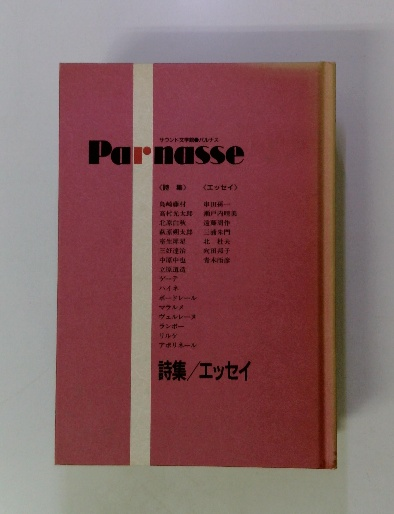 サウンド文学館●パルナス
Parnasse
〈詩 集〉 〈エッセイ〉
島崎藤村 串田孫一
高村光太郎 瀬戸内晴美
北原白秋 遠藤周作
萩原朔太郎 三浦朱門
室生犀星 北 杜夫
三好達治 向田邦子
中原中也 青木雨彦
立原道造
ゲーテ
ハイネ
ボードレール
マラルメ
ヴェルレーヌ
ランボー
リルケ
アポリネール
詩集/エッセイ